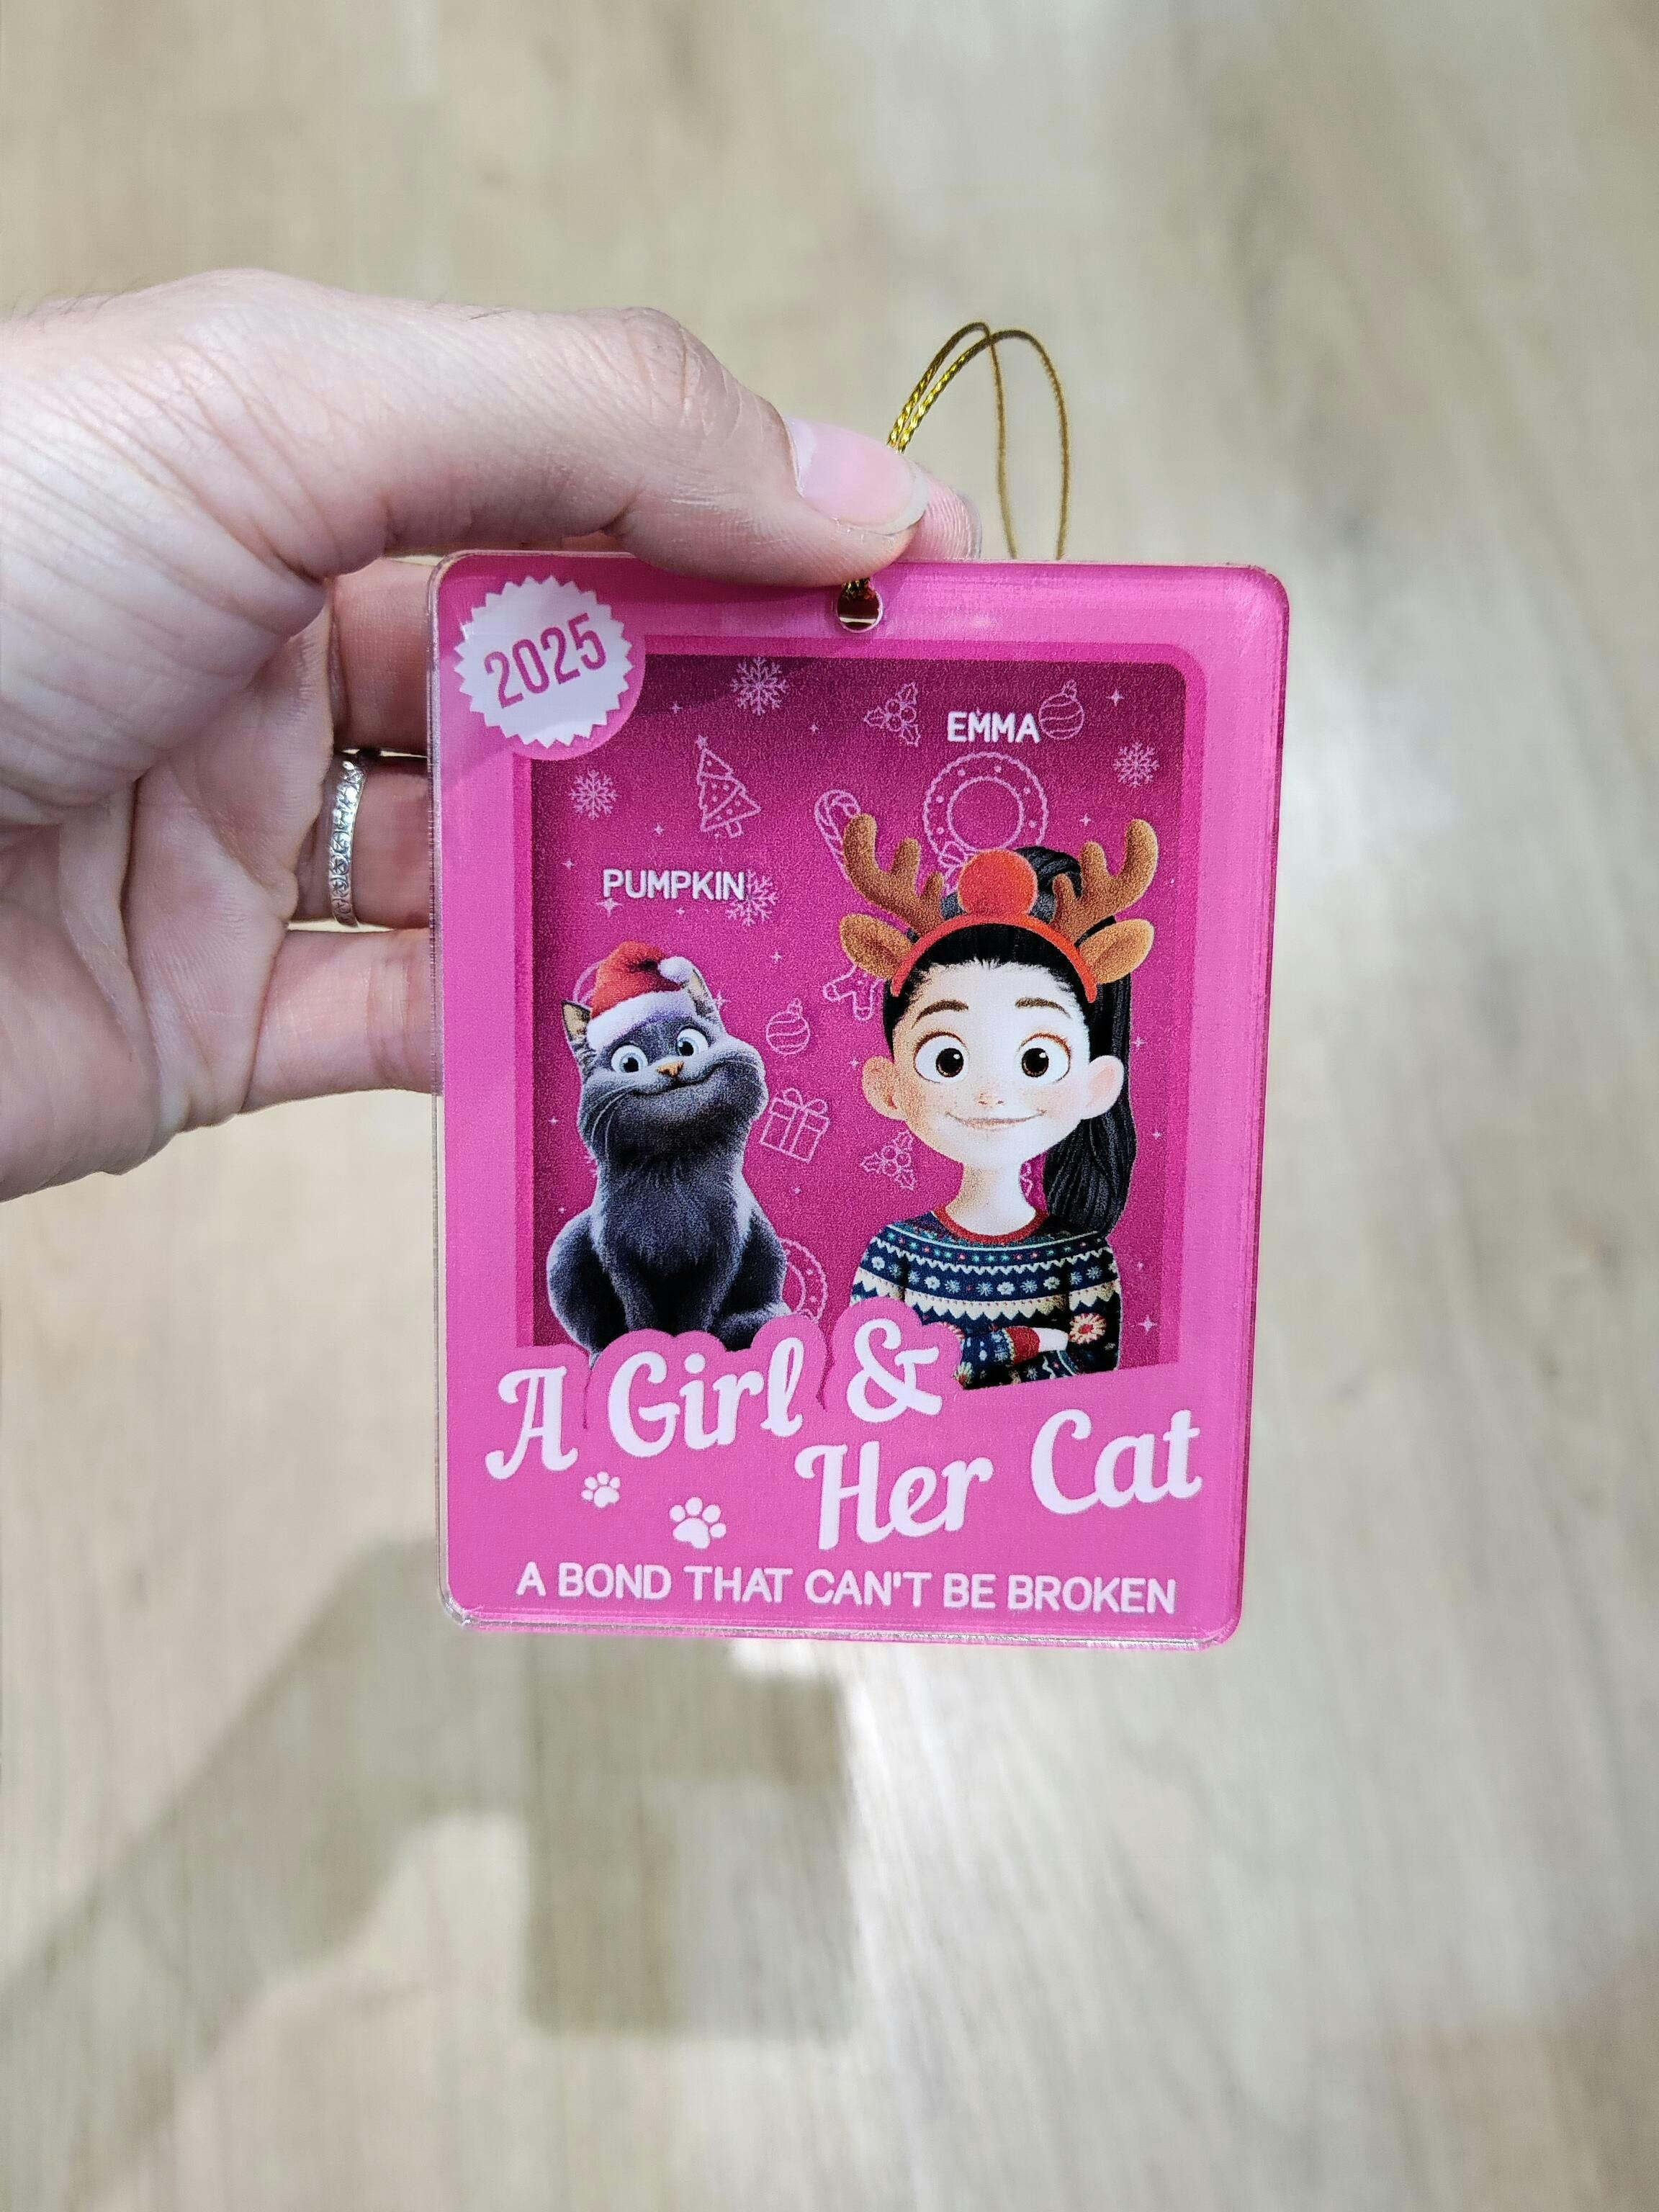 2025
EMMA
PUMPKIN
A Girl &
Her Cat
A BOND THAT CAN'T BE BROKEN